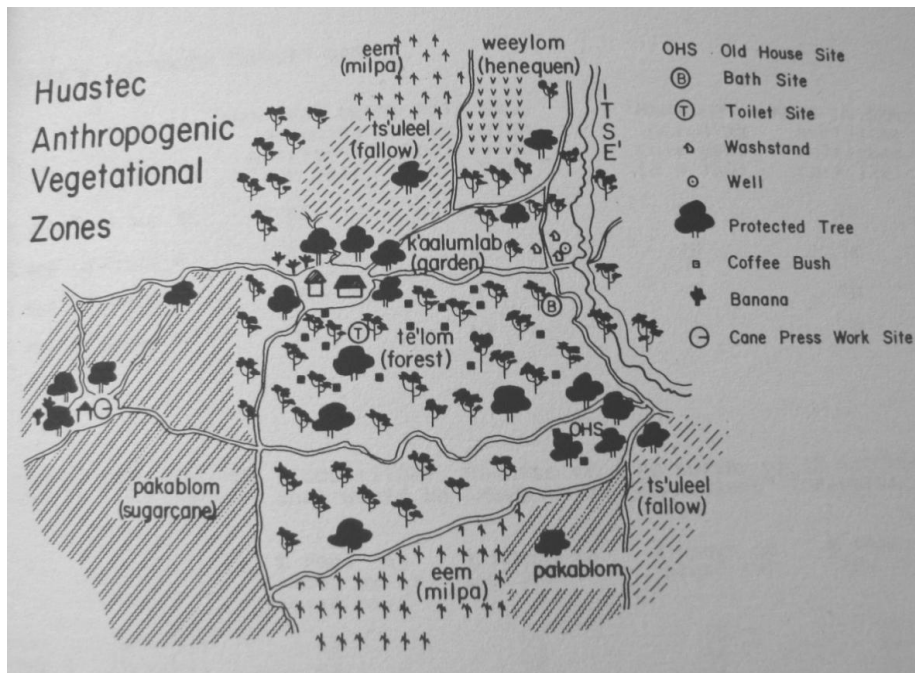 Huastec
Anthropogenic
Vegetational
Zones
eem
(milpa)
weeylom
(henequen)
ITSE'
ts'uleel
(fallow)
k'aalumlab
(garden)
T
B
te'lom
(forest)
OHS
pakablom
(sugarcane)
ts'uleel
(fallow)
eem
(milpa)
pakablom
OHS Old House Site
B Bath Site
T Toilet Site
Washstand
Well
Protected Tree
Coffee Bush
Banana
Cane Press Work Site